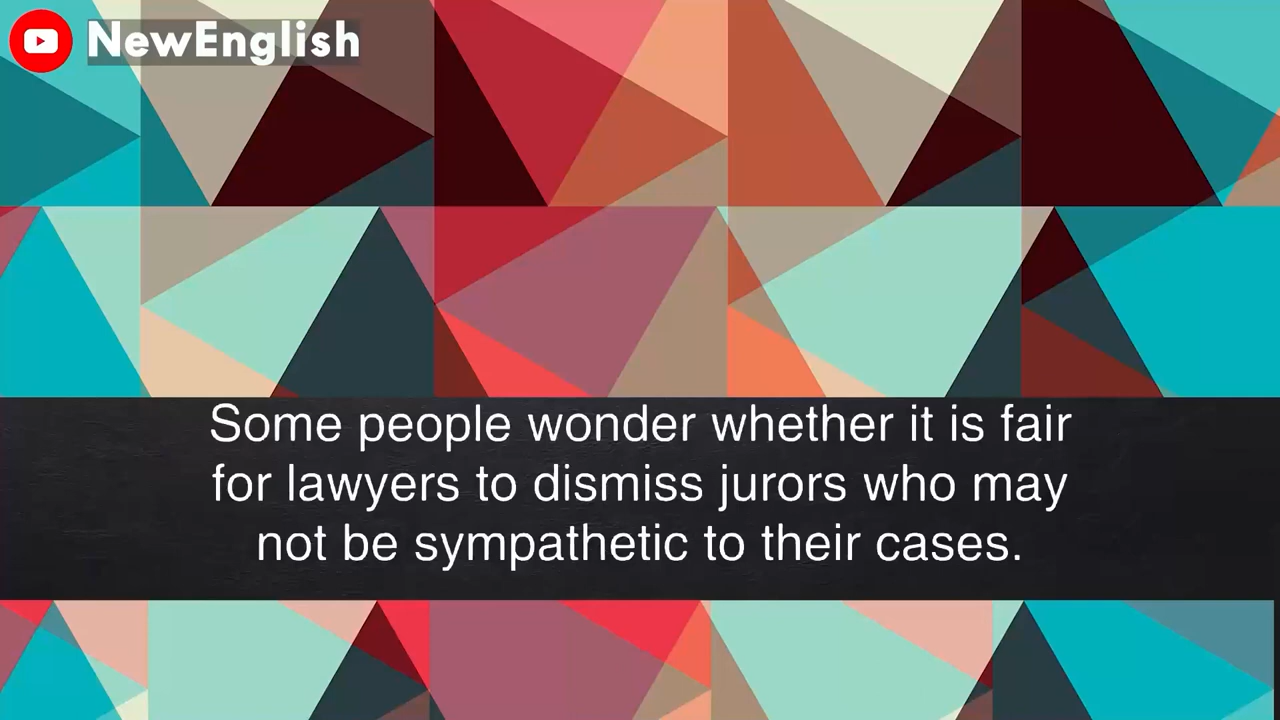 NewEnglish
Some people wonder whether it is fair
for lawyers to dismiss jurors who may
not be sympathetic to their cases.